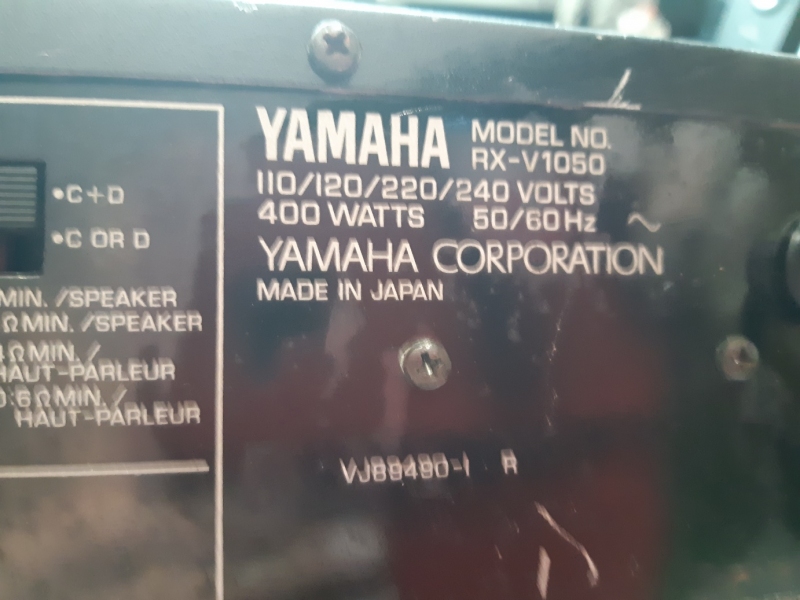 •C+D
•C OR D
MIN./SPEAKER
ΩMIN./SPEAKER
4ΩMIN./
HAUT-PARLEUR
D:6ΩMIN./
HAUT-PARLEUR
YAMAHA MODEL NO.
RX-V1050
110/120/220/240 VOLTS
400 WATTS 50/60Hz ~
YAMAHA CORPORATION
MADE IN JAPAN
VJ89490-1 R